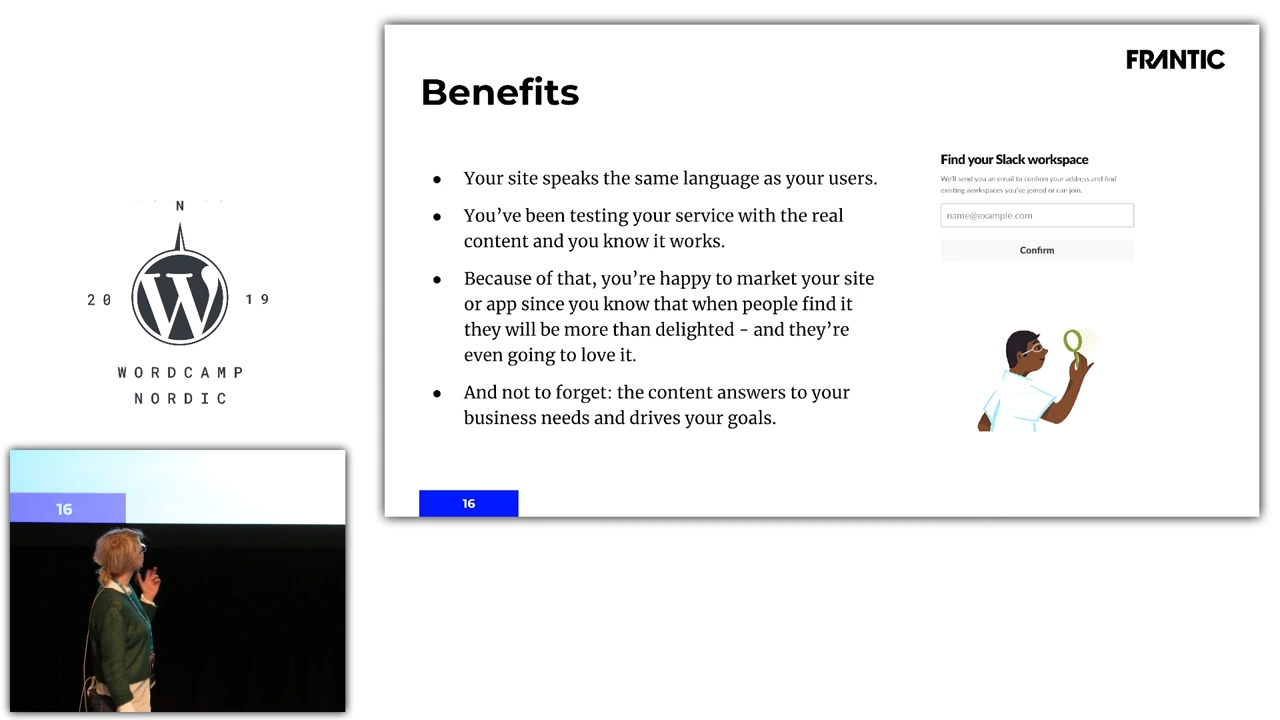 N
20 19
WORDCAMP
NORDIC
16
FRANTIC
Benefits
● Your site speaks the same language as your users.
● You’ve been testing your service with the real
content and you know it works.
● Because of that, you’re happy to market your site
or app since you know that when people find it
they will be more than delighted - and they’re
even going to love it.
● And not to forget: the content answers to your
business needs and drives your goals.
Find your Slack workspace
We’ll send you an email to confirm your address and find
existing workspaces you’ve joined or can join.
name@example.com
Confirm
16